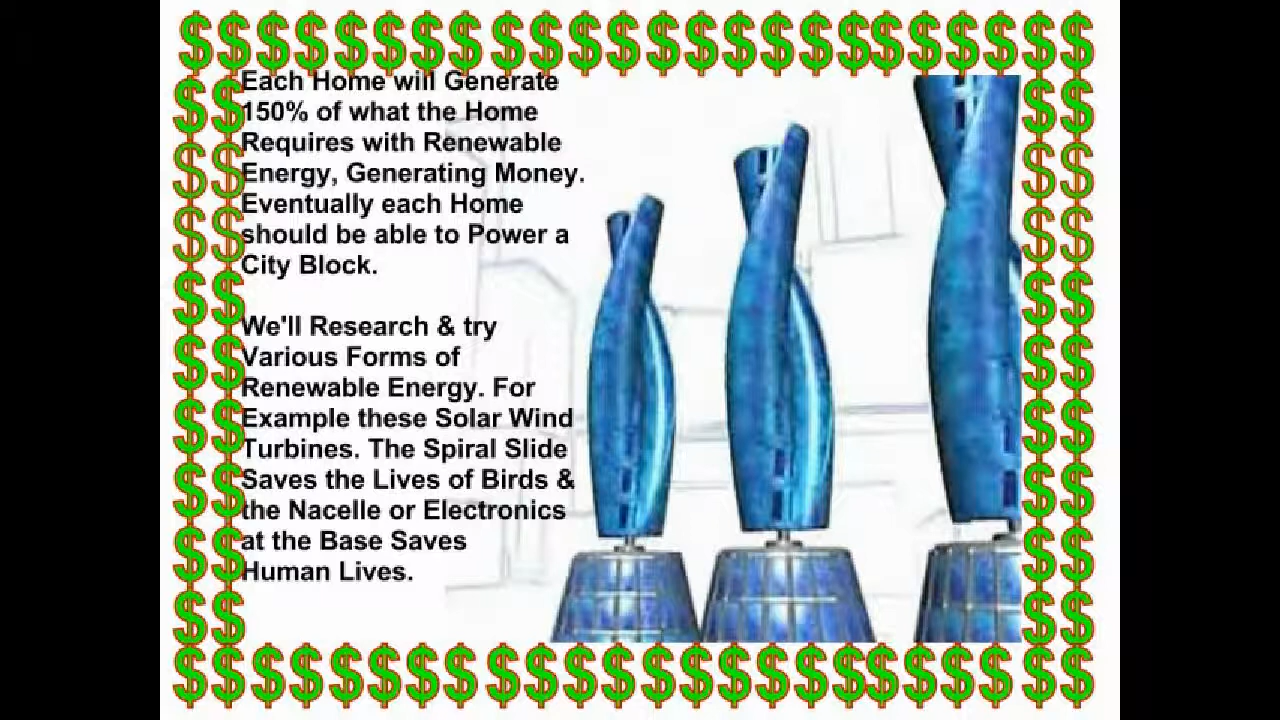 Each Home will Generate
150% of what the Home
Requires with Renewable
Energy, Generating Money.
Eventually each Home
should be able to Power a
City Block.
We'll Research & try
Various Forms of
Renewable Energy. For
Example these Solar Wind
Turbines. The Spiral Slide
Saves the Lives of Birds &
the Nacelle or Electronics
at the Base Saves
Human Lives.